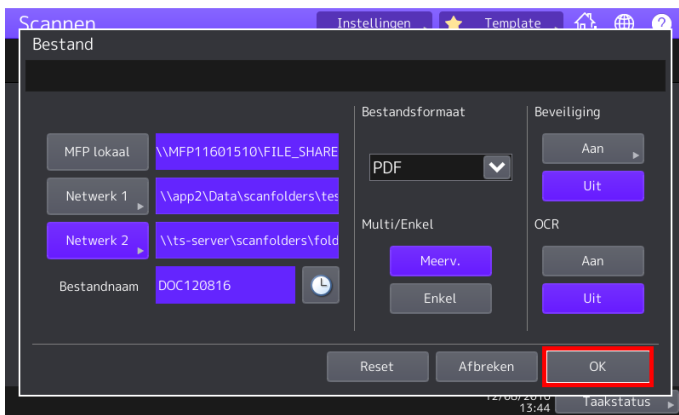 Scannen
Instellingen
Template
?
Bestand
MFP lokaal
\\MFP11601510\FILE_SHARE
Netwerk 1
\\app2\Data\scanfolders\tes
Netwerk 2
\\ts-server\scanfolders\fold
Bestandnaam
DOC120816
Bestandsformaat
PDF
Multi/Enkel
Meerv.
Enkel
Beveiliging
Aan
Uit
OCR
Aan
Uit
Reset
Afbreken
OK
13:44
Taakstatus